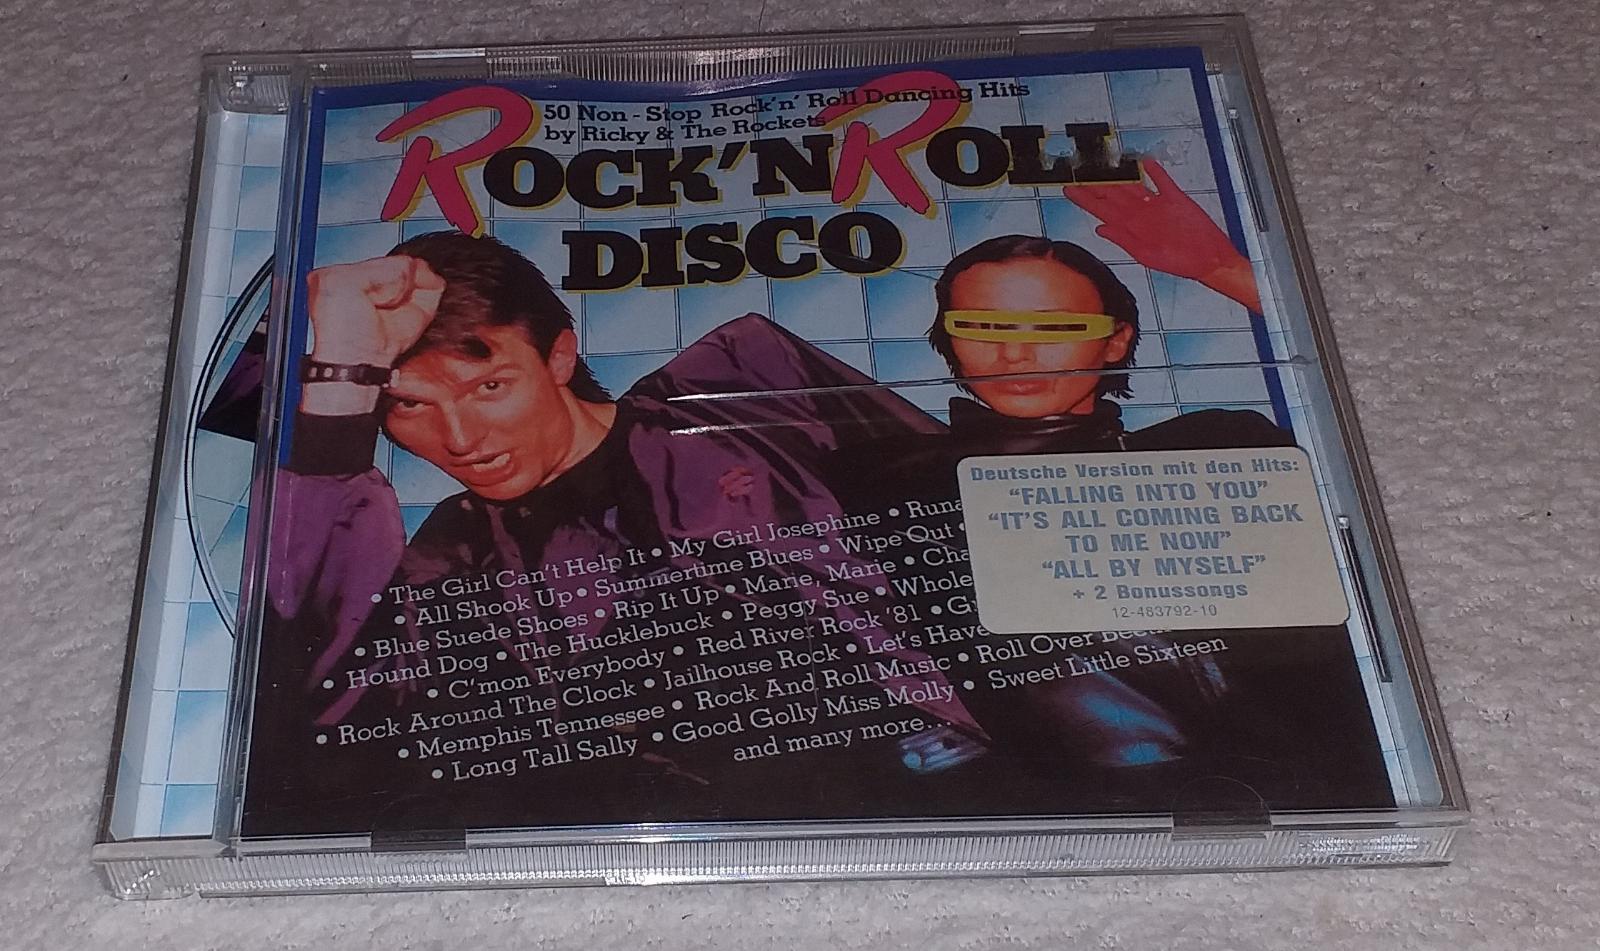 50 Non-Stop Rock'n' Roll Dancing Hits
by Ricky & The Rockets
ROCK'N ROLL
DISCO
• The Girl Can't Help It • My Girl Josephine •
• All Shook Up • Summertime Blues • Wipe Out •
• Blue Suede Shoes • Rip It Up • Marie, Marie •
• Hound Dog • The Hucklebuck • Peggy Sue • Whole
• C'mon Everybody • Red River Rock '81 •
• Rock Around The Clock • Jailhouse Rock • Let's Have
• Memphis Tennessee • Rock And Roll Music • Roll Over
• Long Tall Sally • Good Golly Miss Molly • Sweet Little Sixteen
and many more...
Deutsche Version mit den Hits:
"FALLING INTO YOU"
"IT'S ALL COMING BACK
TO ME NOW"
"ALL BY MYSELF"
+ 2 Bonussongs
12-483792-10